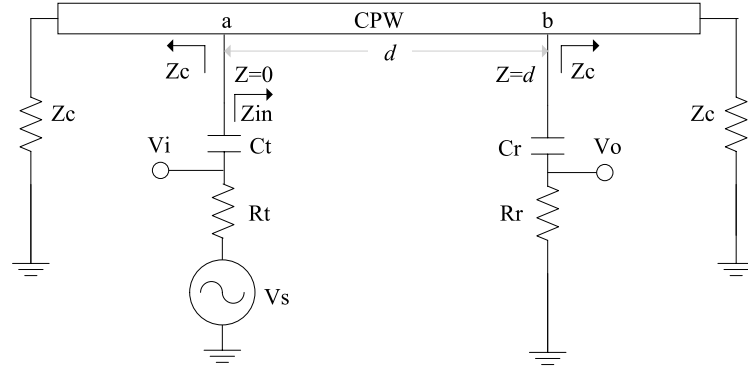 a CPW b
d
Zc Z=0 Z=d Zc
Zin
Zc Zc
Vi Ct Cr Vo
Rt Rr
Vs